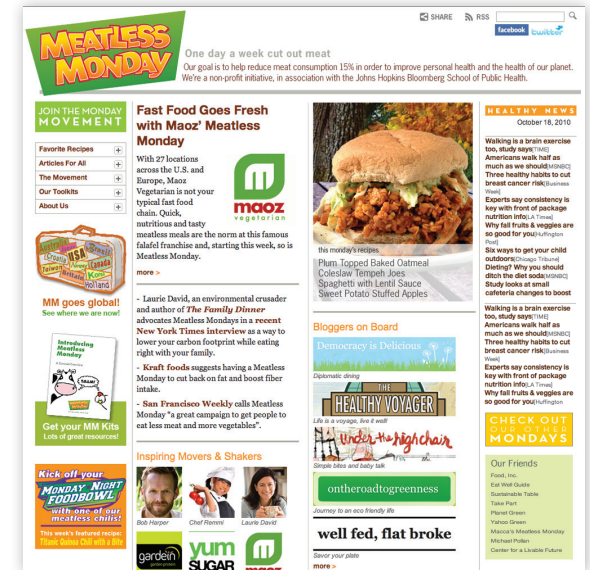 SHARE
RSS
facebook
twitter
MEATLESS
MONDAY
One day a week cut out meat
Our goal is to help reduce meat consumption 15% in order to improve personal health and the health of our planet.
We're a non-profit initiative, in association with the Johns Hopkins Bloomberg School of Public Health.
JOIN THE MONDAY
MOVEMENT
Favorite Recipes
Articles For All
The Movement
Our Toolkits
About Us
Australia
USA
Croatia
Canada
Taiwan
Britain
Korea
Holland
MM goes global!
See where we are now!
Introducing
Meatless
Monday
Get your MM Kits
Lots of great resources!
Kick off your
MONDAY NIGHT
FOODBOWL
with one of our
meatless chilis!
This week's featured recipe:
Titanic Quinoa Chili with a Bite
Fast Food Goes Fresh
with Maoz' Meatless
Monday
With 27 locations
across the U.S. and
Europe, Maoz
Vegetarian is not your
typical fast food
chain. Quick,
nutritious and tasty
meatless meals are the norm at this famous
falafel franchise and, starting this week, so is
Meatless Monday.
more >
maoz
vegetarian
- Laurie David, an environmental crusader
and author of The Family Dinner
advocates Meatless Mondays in a recent
New York Times interview as a way to
lower your carbon footprint while eating
right with your family.
- Kraft foods suggests having a Meatless
Monday to cut back on fat and boost fiber
intake.
- San Francisco Weekly calls Meatless
Monday "a great campaign to get people to
eat less meat and more vegetables".
Inspiring Movers & Shakers
Bob Harper
Chef Remmi
Laurie David
gardein
garden protein
yum
SUGAR
maoz
this monday's recipes
Plum Topped Baked Oatmeal
Coleslaw Tempeh Joes
Spaghetti with Lentil Sauce
Sweet Potato Stuffed Apples
Bloggers on Board
Democracy is Delicious
Diplomatic dining
THE
HEALTHY VOYAGER
Life is a voyage, live it well!
under the high chair
Simple bites and baby talk
ontheroadtogreenness
Journey to an eco friendly life
well fed, flat broke
Savor your plate
more >
HEALTHY NEWS
October 18, 2010
Walking is a brain exercise
too, study says[TIME]
Americans walk half as
much as we should[MSNBC]
Three healthy habits to cut
breast cancer risk[Business
Week]
Experts say consistency is
key with front of package
nutrition info[LA Times]
Why fall fruits & veggies are
so good for you[Huffington
Post]
Six ways to get your child
outdoors[Chicago Tribune]
Dieting? Why you should
ditch the diet soda[MSNBC]
Study looks at small
cafeteria changes to boost
Walking is a brain exercise
too, study says[TIME]
Americans walk half as
much as we should[MSNBC]
Three healthy habits to cut
breast cancer risk[Business
Week]
Experts say consistency is
key with front of package
nutrition info[LA Times]
Why fall fruits & veggies are
so good for you[Huffington
CHECK OUT
OUR OTHER
MONDAYS
Our Friends
Food, Inc.
Eat Well Guide
Sustainable Table
Take Part
Planet Green
Yahoo Green
Macca's Meatless Monday
Michael Pollan
Center for a Livable Future